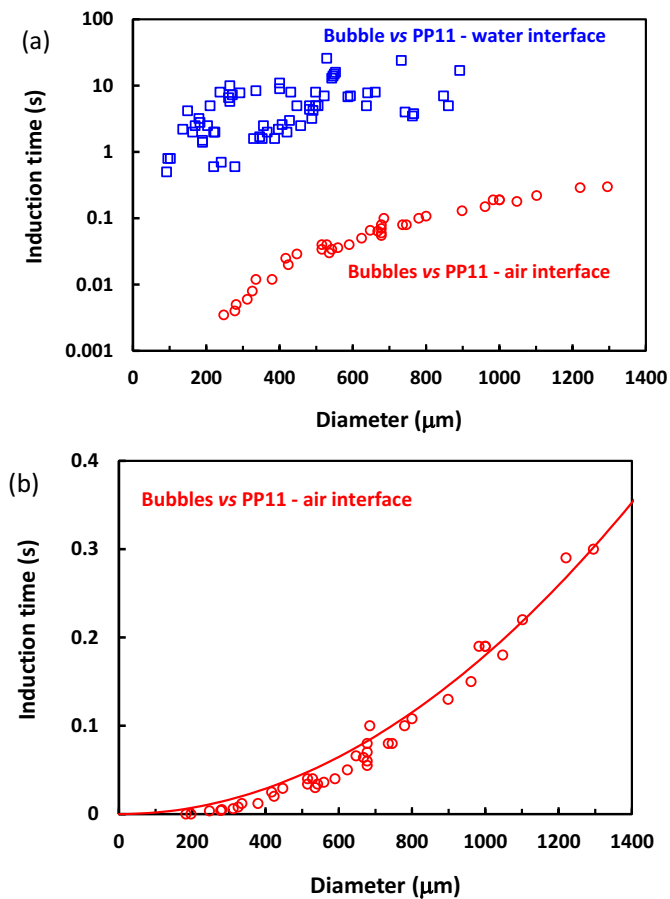 (a)
100
10
1
0.1
0.01
0.001
Induction time (s)
Bubble vs PP11 - water interface
Bubbles vs PP11 - air interface
0 200 400 600 800 1000 1200 1400
Diameter (μm)
(b)
0.4
0.3
0.2
0.1
0
Induction time (s)
Bubbles vs PP11 - air interface
0 200 400 600 800 1000 1200 1400
Diameter (μm)